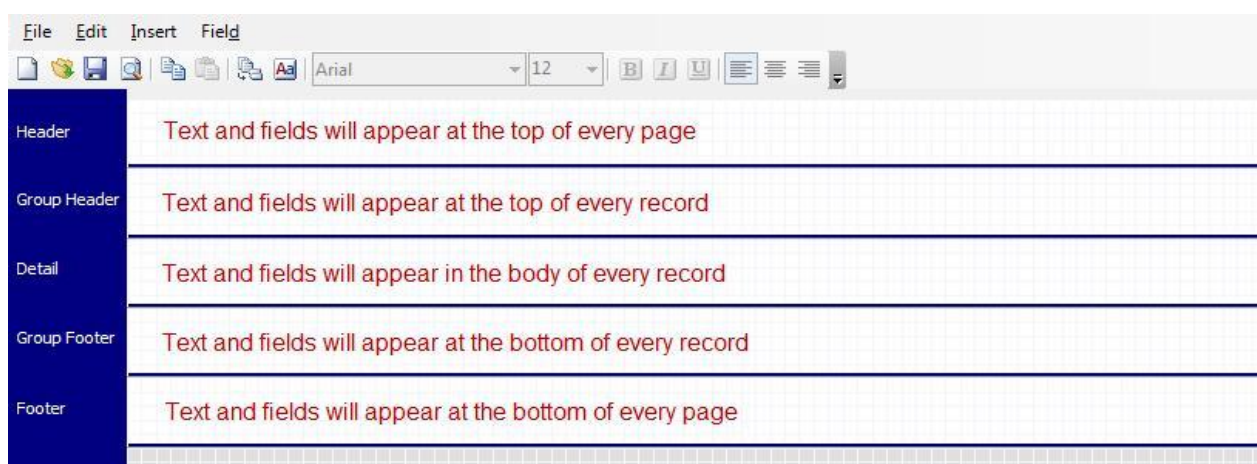 File Edit Insert Field
Aa Arial 12 B I U
Header Text and fields will appear at the top of every page
Group Header Text and fields will appear at the top of every record
Detail Text and fields will appear in the body of every record
Group Footer Text and fields will appear at the bottom of every record
Footer Text and fields will appear at the bottom of every page